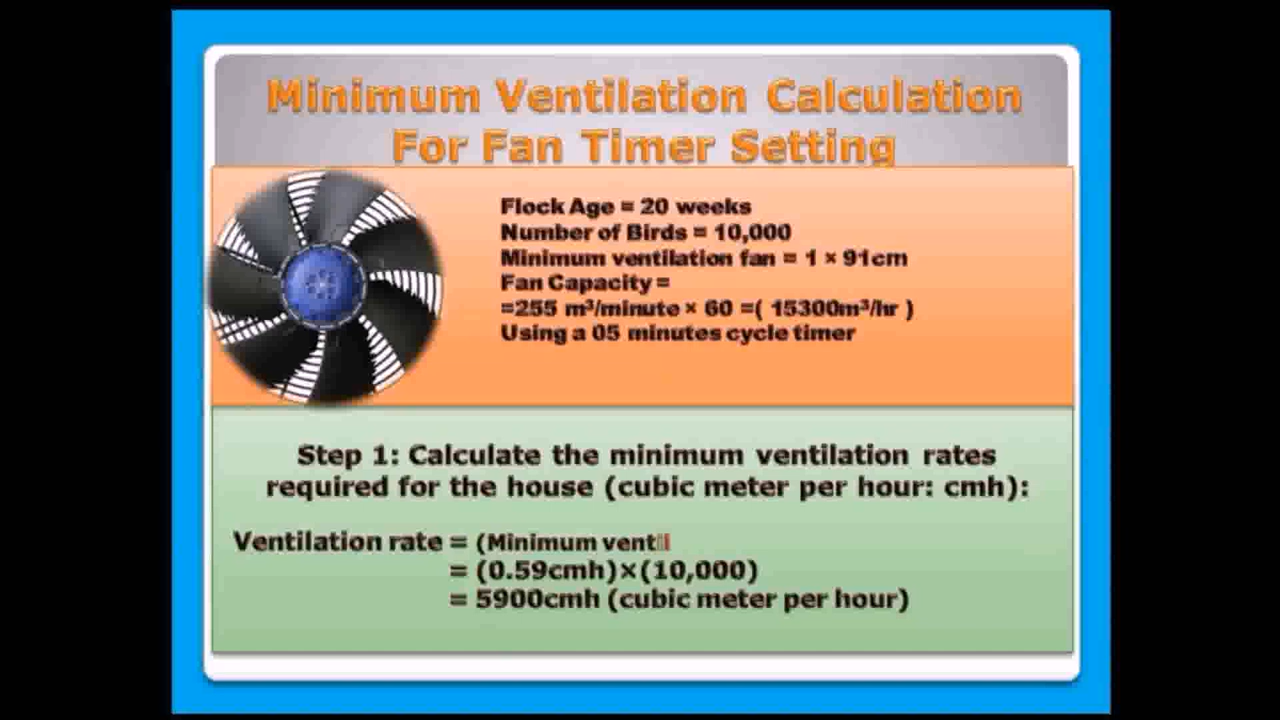 Minimum Ventilation Calculation
For Fan Timer Setting
Flock Age = 20 weeks
Number of Birds = 10,000
Minimum ventilation fan = 1 × 91cm
Fan Capacity =
=255 m³/minute × 60 =( 15300m³/hr )
Using a 05 minutes cycle timer
Step 1: Calculate the minimum ventilation rates
required for the house (cubic meter per hour: cmh):
Ventilation rate = (Minimum ventil
= (0.59cmh)×(10,000)
= 5900cmh (cubic meter per hour)